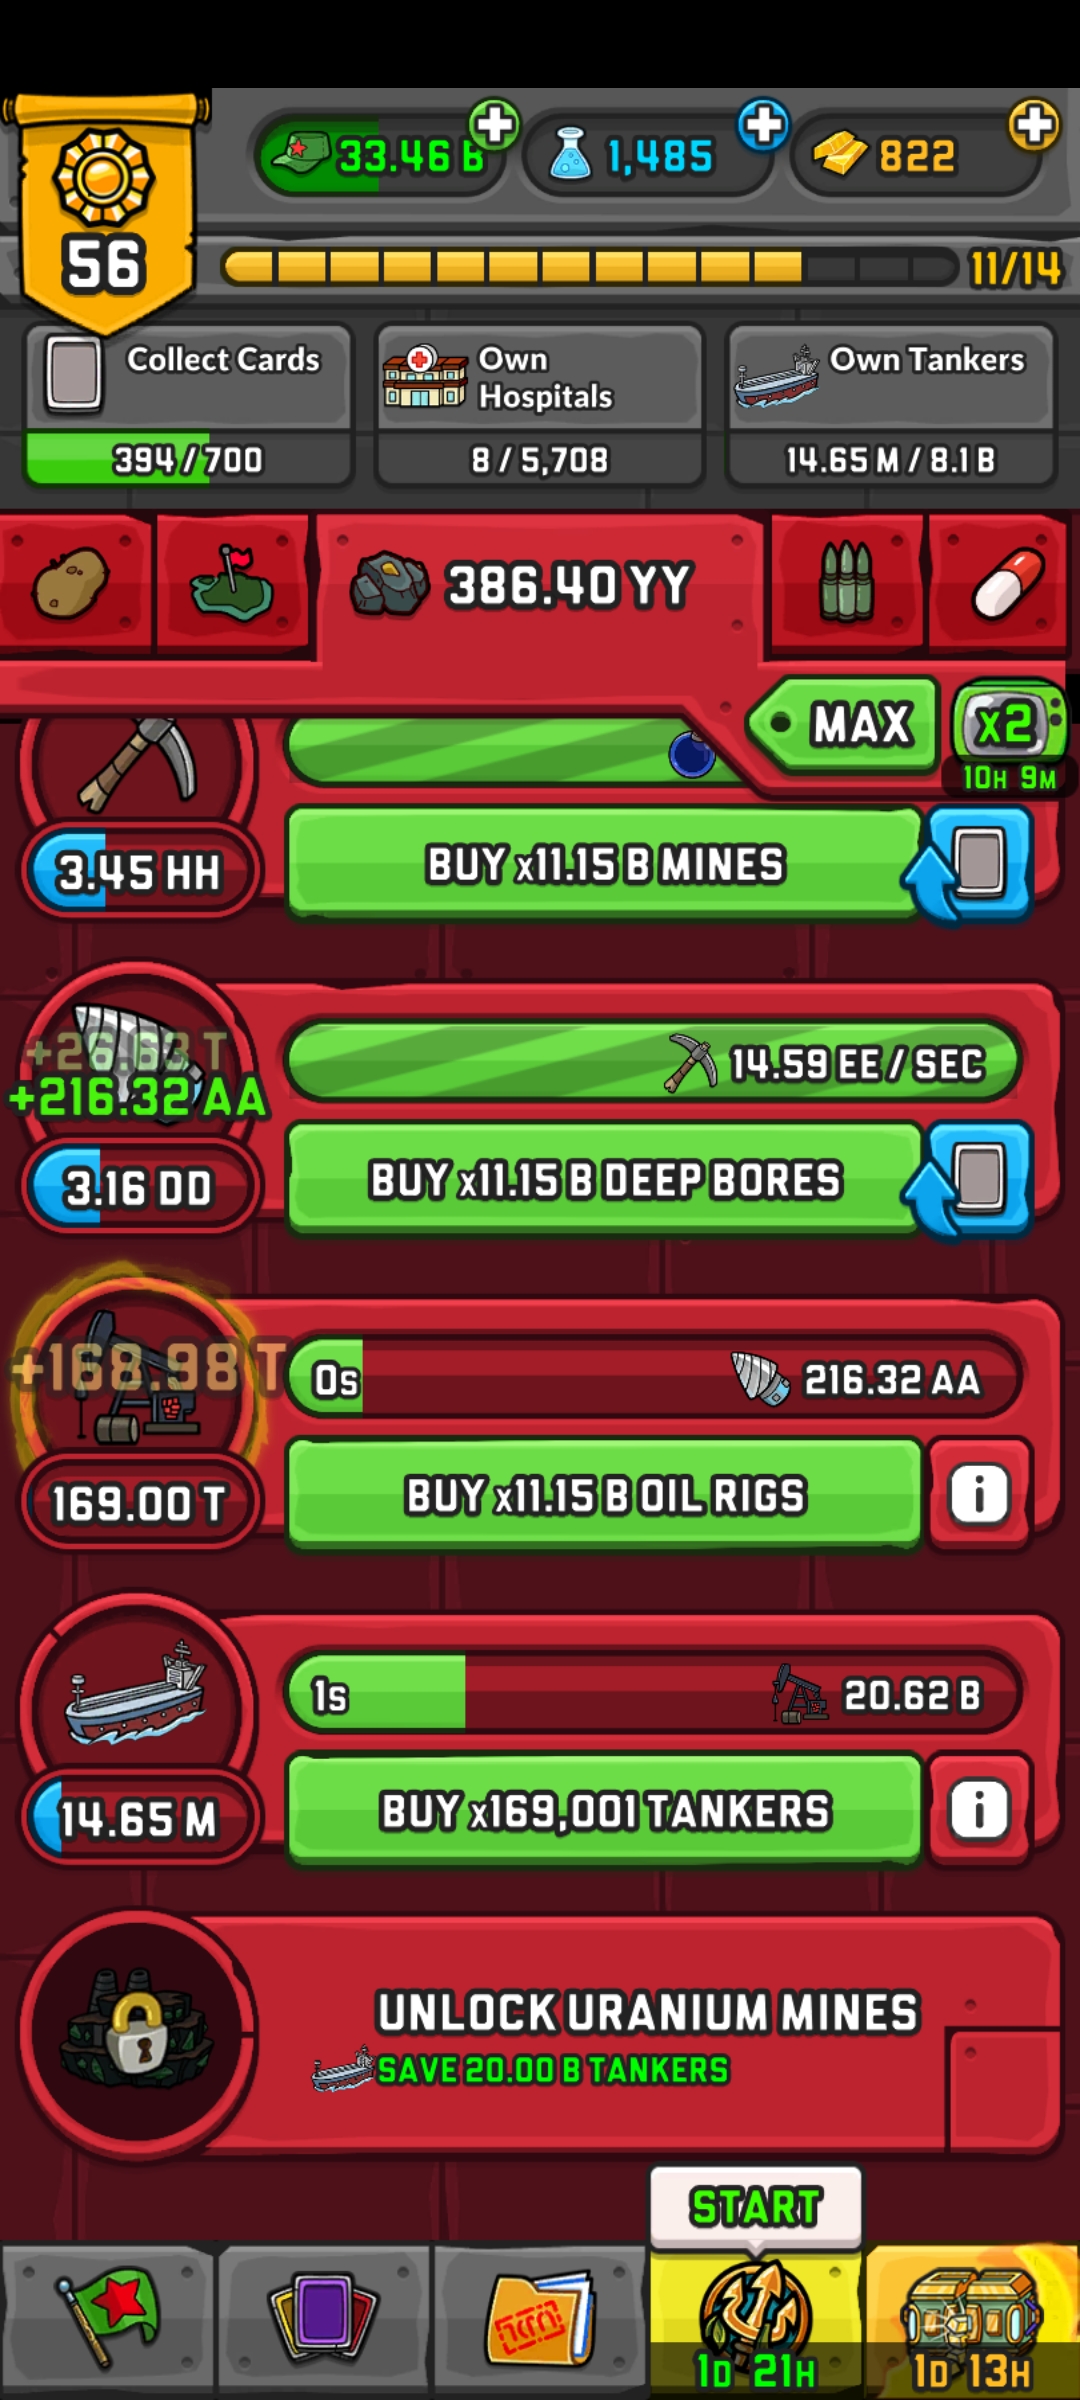 56
33.46 B
1,485
822
11/14
Collect Cards
394/700
Own
Hospitals
8/5,708
Own Tankers
14.65 M/8.1 B
386.40 YY
MAX
X2
10H 9M
3.45 HH
BUY x11.15 B MINES
+26.63 T
+216.32 AA
14.59 EE/SEC
3.16 DD
BUY x11.15 B DEEP BORES
+168.98 T
0s
216.32 AA
169.00 T
BUY x11.15 B OIL RIGS
i
1s
20.62 B
14.65 M
BUY x169,001 TANKERS
i
UNLOCK URANIUM MINES
SAVE 20.00 B TANKERS
START
1D 21H
1D 13H